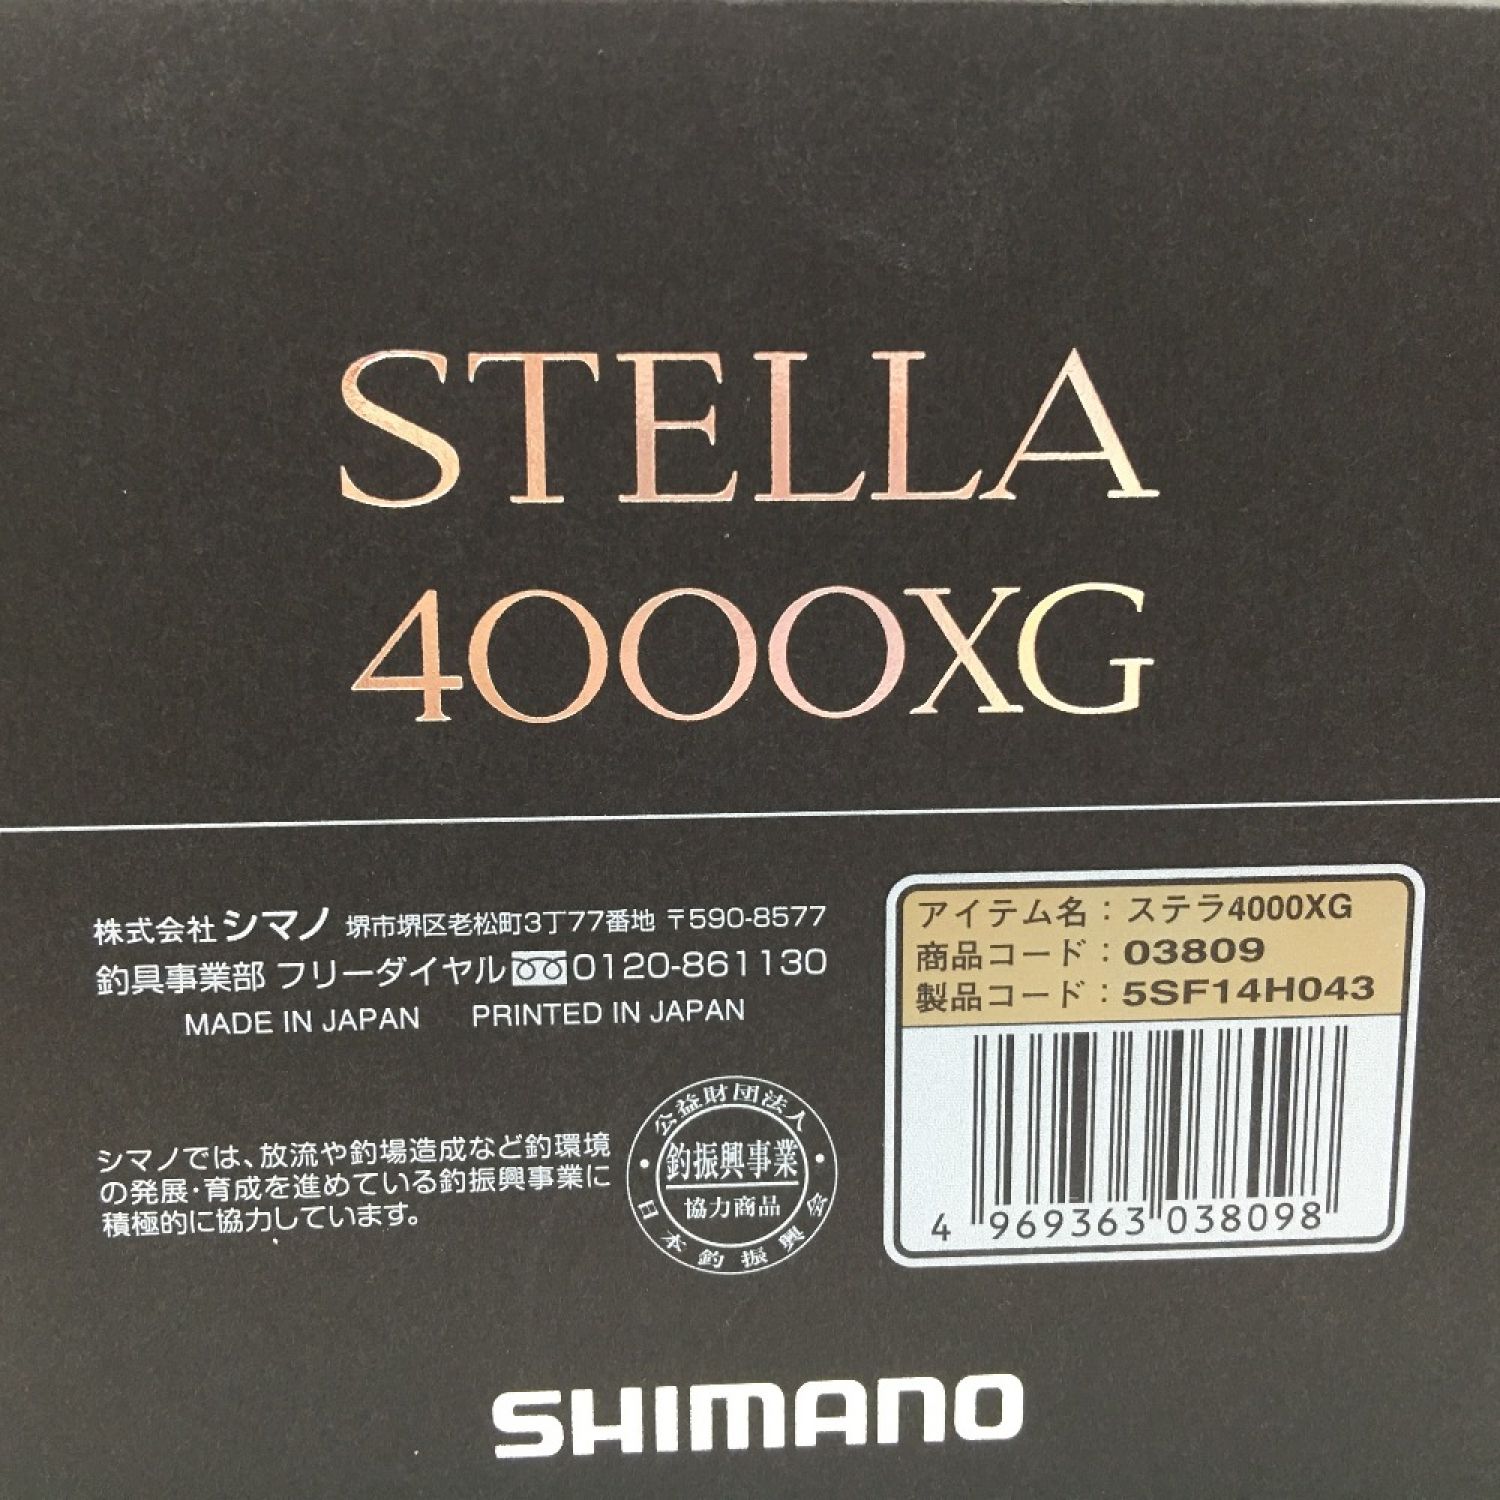 STELLA
4000XG
株式会社シマノ 堺市堺区老松町3丁77番地 〒590-8577
釣具事業部 フリーダイヤル 0120-861130
MADE IN JAPAN PRINTED IN JAPAN
シマノでは、放流や釣場造成など釣環境
の発展・育成を進めている釣振興事業に
積極的に協力しています。
公益財団法人
釣振興事業
協力商品
日本釣振興会
アイテム名：ステラ4000XG
商品コード：03809
製品コード：5SF14H043
4 969363 038098
SHIMANO